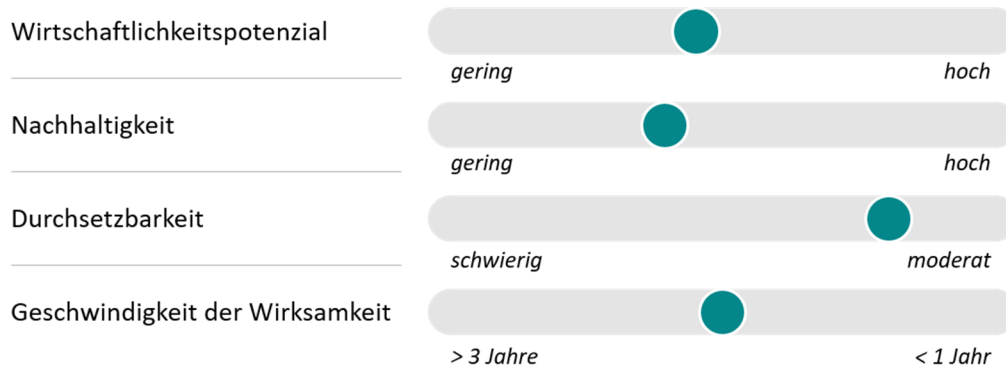 Wirtschaftlichkeitspotenzial
gering hoch
Nachhaltigkeit
gering hoch
Durchsetzbarkeit
schwierig moderat
Geschwindigkeit der Wirksamkeit
> 3 Jahre < 1 Jahr